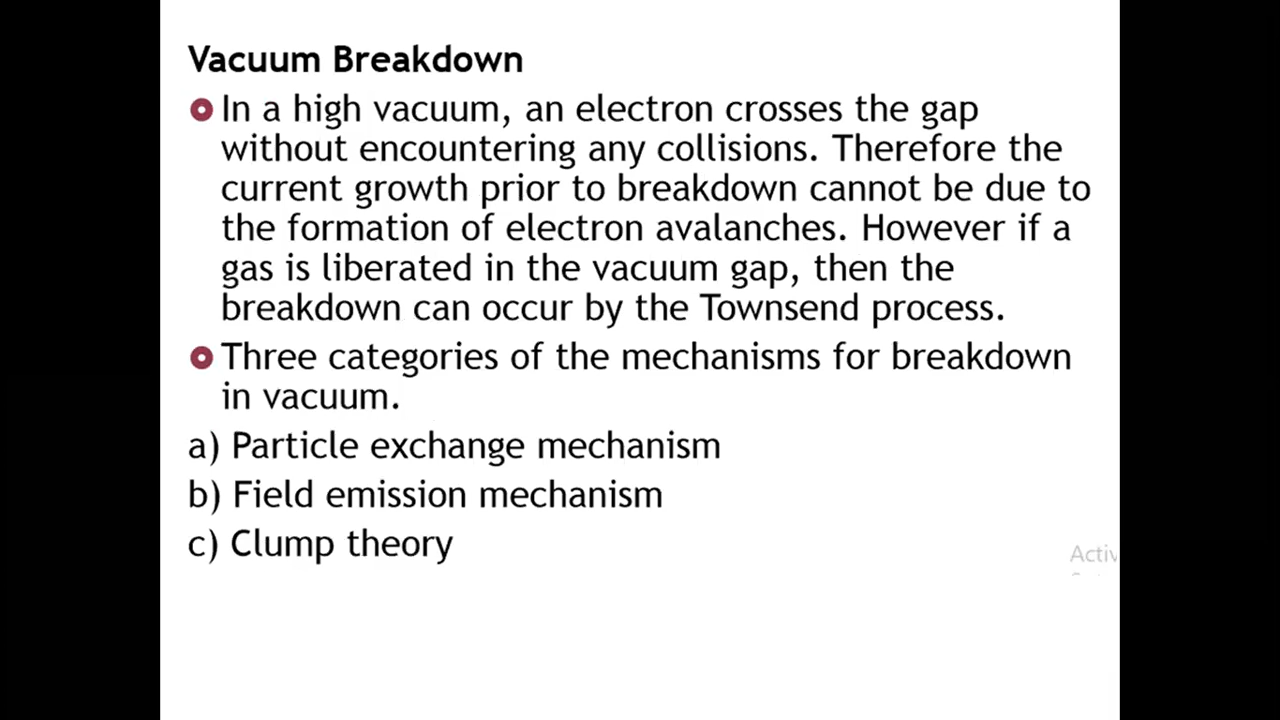 Vacuum Breakdown
In a high vacuum, an electron crosses the gap
without encountering any collisions. Therefore the
current growth prior to breakdown cannot be due to
the formation of electron avalanches. However if a
gas is liberated in the vacuum gap, then the
breakdown can occur by the Townsend process.
Three categories of the mechanisms for breakdown
in vacuum.
a) Particle exchange mechanism
b) Field emission mechanism
c) Clump theory
Activ